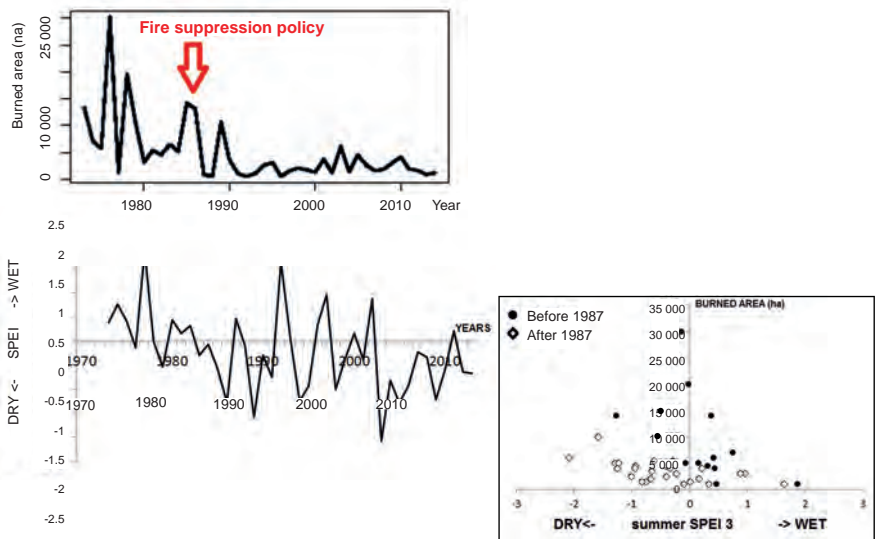 Fire suppression policy
Burned area (na)
25 000
10 000
0
1980 1990 2000 2010 Year
DRY <- SPEI -> WET
2.5
2
1.5
1
0.5
0
-0.5
-1
-1.5
-2
-2.5
YEARS
1970 1980 1990 2000 2010
1970 1980 1990 2000 2010
BURNED AREA (ha)
Before 1987
After 1987
35 000
30 000
25 000
20 000
15 000
10 000
5 000
0
-3 -2 -1 0 1 2 3
DRY<- summer SPEI 3 -> WET